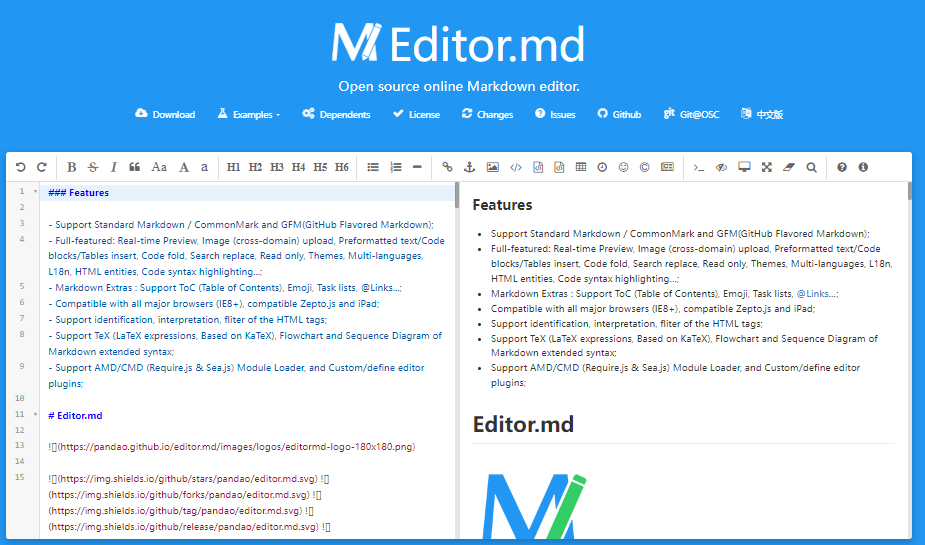 Editor.md
Open source online Markdown editor.
Download Examples Dependents License Changes Issues Github Git@OSC 中文版
B S I Aa A a H1 H2 H3 H4 H5 H6
1 ### Features
2
3 - Support Standard Markdown / CommonMark and GFM(GitHub Flavored Markdown);
4 - Full-featured: Real-time Preview, Image (cross-domain) upload, Preformatted text/Code
blocks/Tables insert, Code fold, Search replace, Read only, Themes, Multi-languages,
L18n, HTML entities, Code syntax highlighting...;
5 - Markdown Extras : Support ToC (Table of Contents), Emoji, Task lists, @Links...;
6 - Compatible with all major browsers (IE8+), compatible Zepto.js and iPad;
7 - Support identification, interpretation, fliter of the HTML tags;
8 - Support TeX (LaTeX expressions, Based on KaTeX), Flowchart and Sequence Diagram of
Markdown extended syntax;
9 - Support AMD/CMD (Require.js & Sea.js) Module Loader, and Custom/define editor
plugins;
10
11 # Editor.md
12
13 ![](https://pandao.github.io/editor.md/images/logos/editormd-logo-180x180.png)
14
15 ![](https://img.shields.io/github/stars/pandao/editor.md.svg) ![]
(https://img.shields.io/github/forks/pandao/editor.md.svg) ![]
(https://img.shields.io/github/tag/pandao/editor.md.svg) ![]
(https://img.shields.io/github/release/pandao/editor.md.svg) ![]
Features
Support Standard Markdown / CommonMark and GFM(GitHub Flavored Markdown);
Full-featured: Real-time Preview, Image (cross-domain) upload, Preformatted text/Code
blocks/Tables insert, Code fold, Search replace, Read only, Themes, Multi-languages,
L18n, HTML entities, Code syntax highlighting...;
Markdown Extras : Support ToC (Table of Contents), Emoji, Task lists, @Links...;
Compatible with all major browsers (IE8+), compatible Zepto.js and iPad;
Support identification, interpretation, fliter of the HTML tags;
Support TeX (LaTeX expressions, Based on KaTeX), Flowchart and Sequence Diagram of
Markdown extended syntax;
Support AMD/CMD (Require.js & Sea.js) Module Loader, and Custom/define editor
plugins;
Editor.md